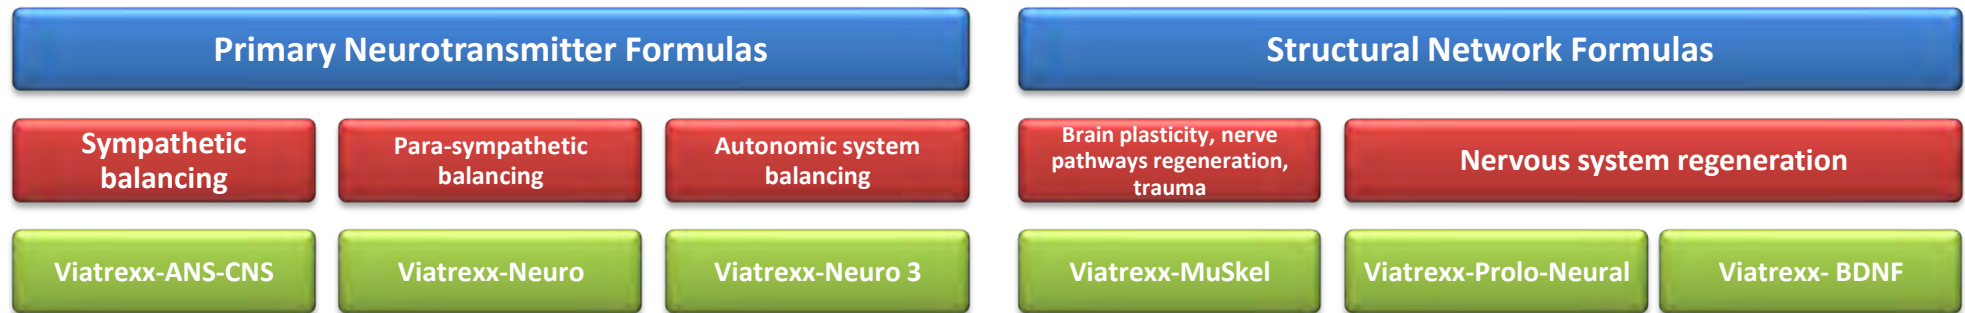 Primary Neurotransmitter Formulas
Structural Network Formulas
Sympathetic
balancing
Para-sympathetic
balancing
Autonomic system
balancing
Brain plasticity, nerve
pathways regeneration,
trauma
Nervous system regeneration
Viatrexx-ANS-CNS
Viatrexx-Neuro
Viatrexx-Neuro 3
Viatrexx-MuSkel
Viatrexx-Prolo-Neural
Viatrexx- BDNF